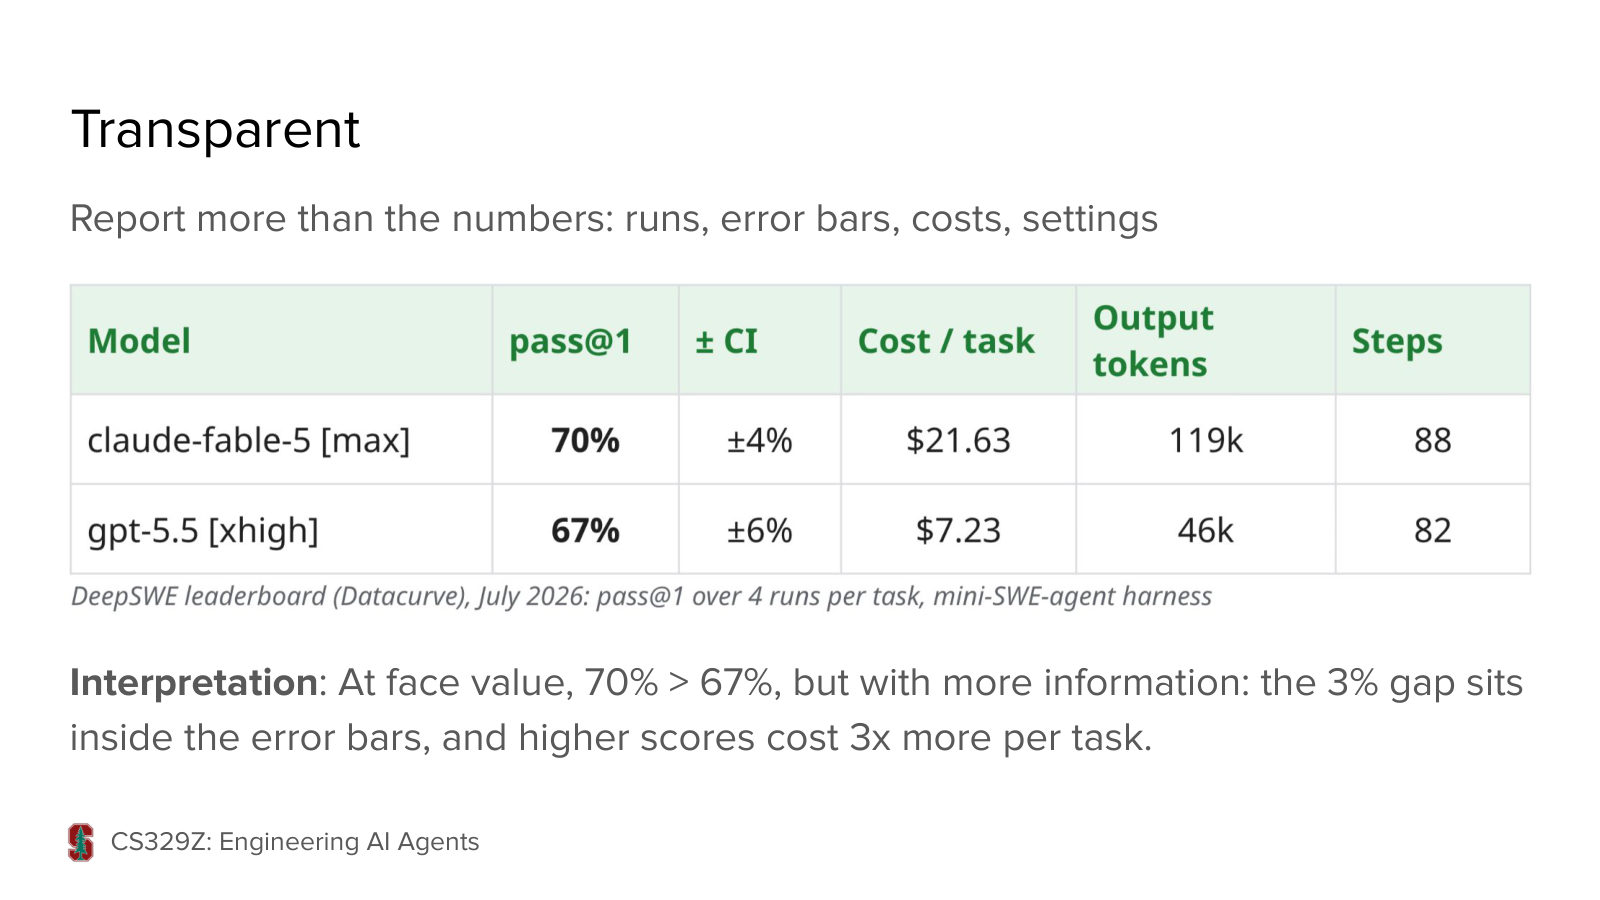 Transparent
Report more than the numbers: runs, error bars, costs, settings
Model pass@1 ± CI Cost / task Output tokens Steps
claude-fable-5 [max] 70% ±4% $21.63 119k 88
gpt-5.5 [xhigh] 67% ±6% $7.23 46k 82
DeepSWE leaderboard (Datacurve), July 2026: pass@1 over 4 runs per task, mini-SWE-agent harness
Interpretation: At face value, 70% > 67%, but with more information: the 3% gap sits
inside the error bars, and higher scores cost 3x more per task.
CS329Z: Engineering AI Agents